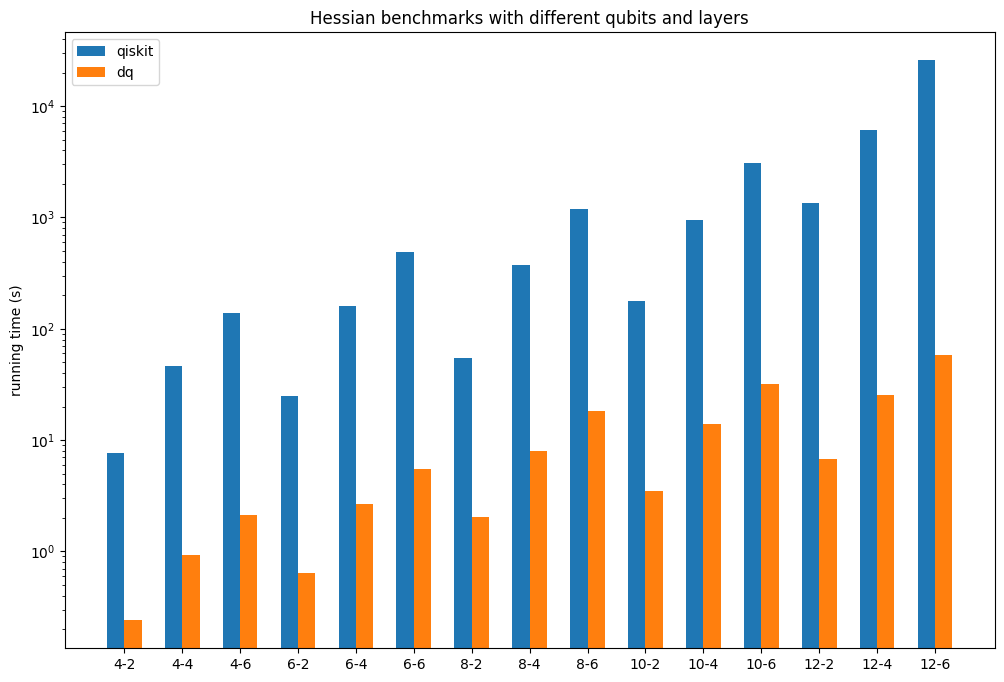 Hessian benchmarks with different qubits and layers
qiskit
dq
running time (s)
10^4
10^3
10^2
10^1
10^0
4-2 4-4 4-6 6-2 6-4 6-6 8-2 8-4 8-6 10-2 10-4 10-6 12-2 12-4 12-6